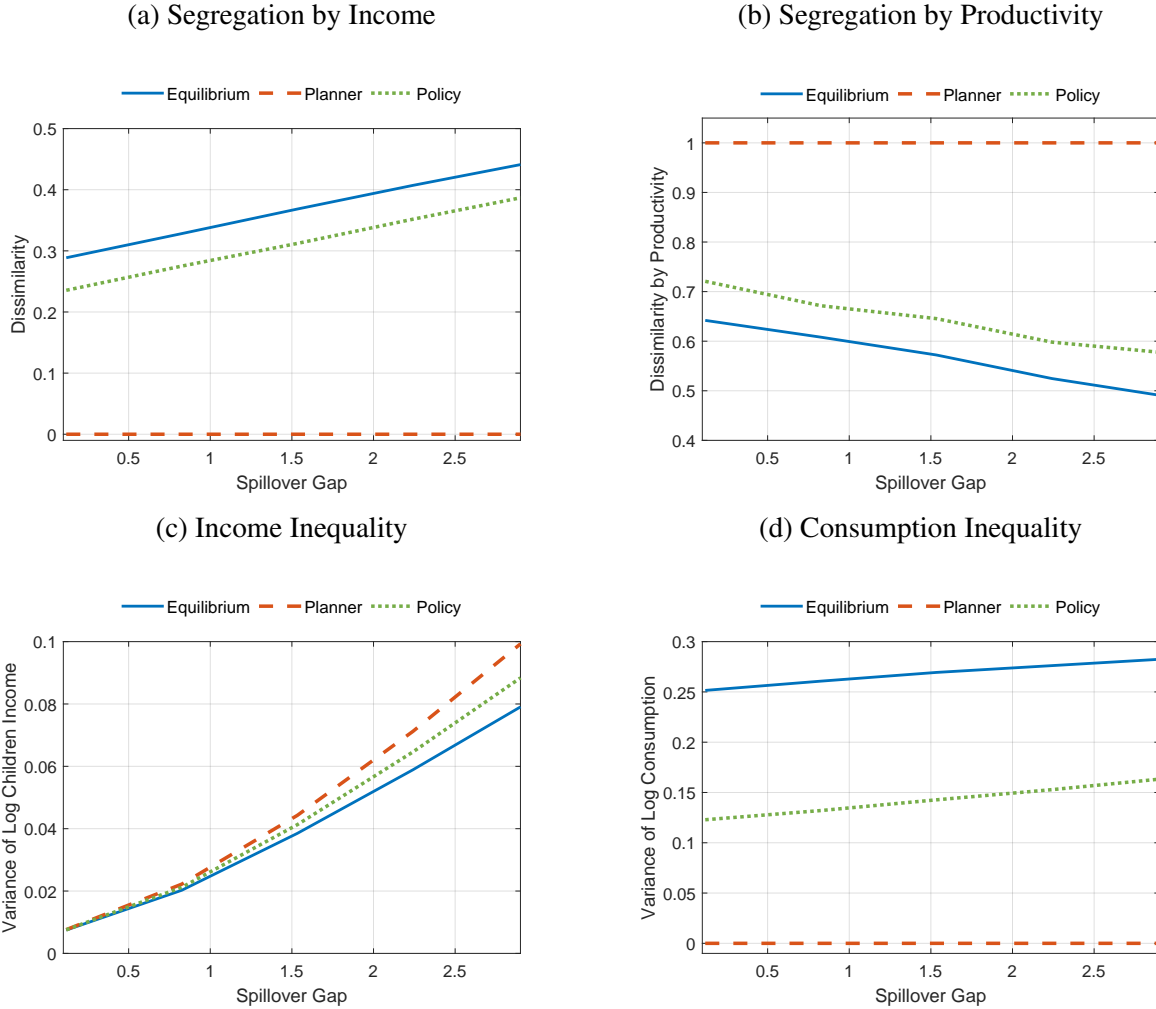 (a) Segregation by Income
Equilibrium Planner Policy
0.5
0.4
0.3
0.2
0.1
0
Dissimilarity
0.5 1 1.5 2 2.5
Spillover Gap
(b) Segregation by Productivity
Equilibrium Planner Policy
1
0.9
0.8
0.7
0.6
0.5
0.4
Dissimilarity by Productivity
0.5 1 1.5 2 2.5
Spillover Gap
(c) Income Inequality
Equilibrium Planner Policy
0.1
0.08
0.06
0.04
0.02
0
Variance of Log Children Income
0.5 1 1.5 2 2.5
Spillover Gap
(d) Consumption Inequality
Equilibrium Planner Policy
0.3
0.25
0.2
0.15
0.1
0.05
0
Variance of Log Consumption
0.5 1 1.5 2 2.5
Spillover Gap